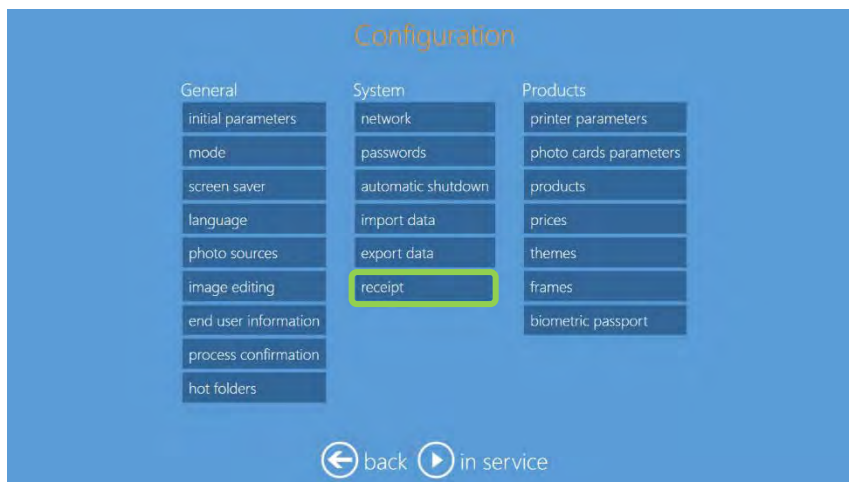 Configuration
General
initial parameters
mode
screen saver
language
photo sources
image editing
end user information
process confirmation
hot folders
System
network
passwords
automatic shutdown
import data
export data
receipt
Products
printer parameters
photo cards parameters
products
prices
themes
frames
biometric passport
back in service